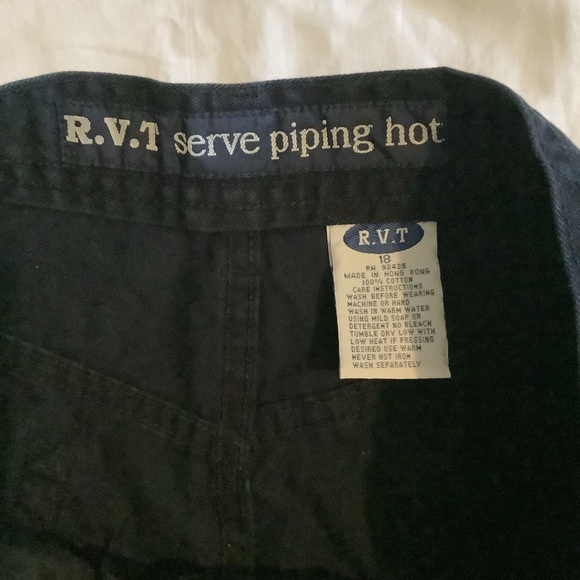 R.V.T serve piping hot
R.V.T
18
RN 92435
MADE IN HONG KONG
100% COTTON
CARE INSTRUCTIONS
WASH BEFORE WEARING
MACHINE OR HAND
WASH IN WARM WATER
USING MILD SOAP OR
DETERGENT NO BLEACH
TUMBLE DRY LOW WITH
LOW HEAT IF PRESSING
DESIRED USE WARM
NEVER HOT IRON
WASH SEPARATELY